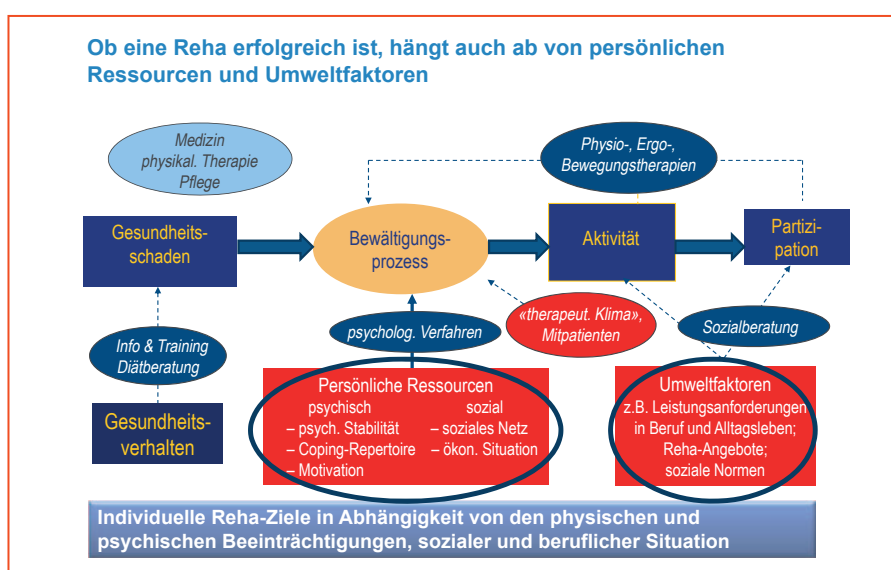 Ob eine Reha erfolgreich ist, hängt auch ab von persönlichen
Ressourcen und Umweltfaktoren
Medizin
physikal. Therapie
Pflege
Physio-, Ergo-,
Bewegungstherapien
Gesundheits-
schaden
Bewältigungs-
prozess
Aktivität
Partizi-
pation
«therapeut. Klima»,
Mitpatienten
psycholog. Verfahren
Sozialberatung
Info & Training
Diätberatung
Gesundheits-
verhalten
Persönliche Ressourcen
psychisch sozial
– psych. Stabilität – soziales Netz
– Coping-Repertoire – ökon. Situation
– Motivation
Umweltfaktoren
z.B. Leistungsanforderungen
in Beruf und Alltagsleben;
Reha-Angebote;
soziale Normen
Individuelle Reha-Ziele in Abhängigkeit von den physischen und
psychischen Beeinträchtigungen, sozialer und beruflicher Situation